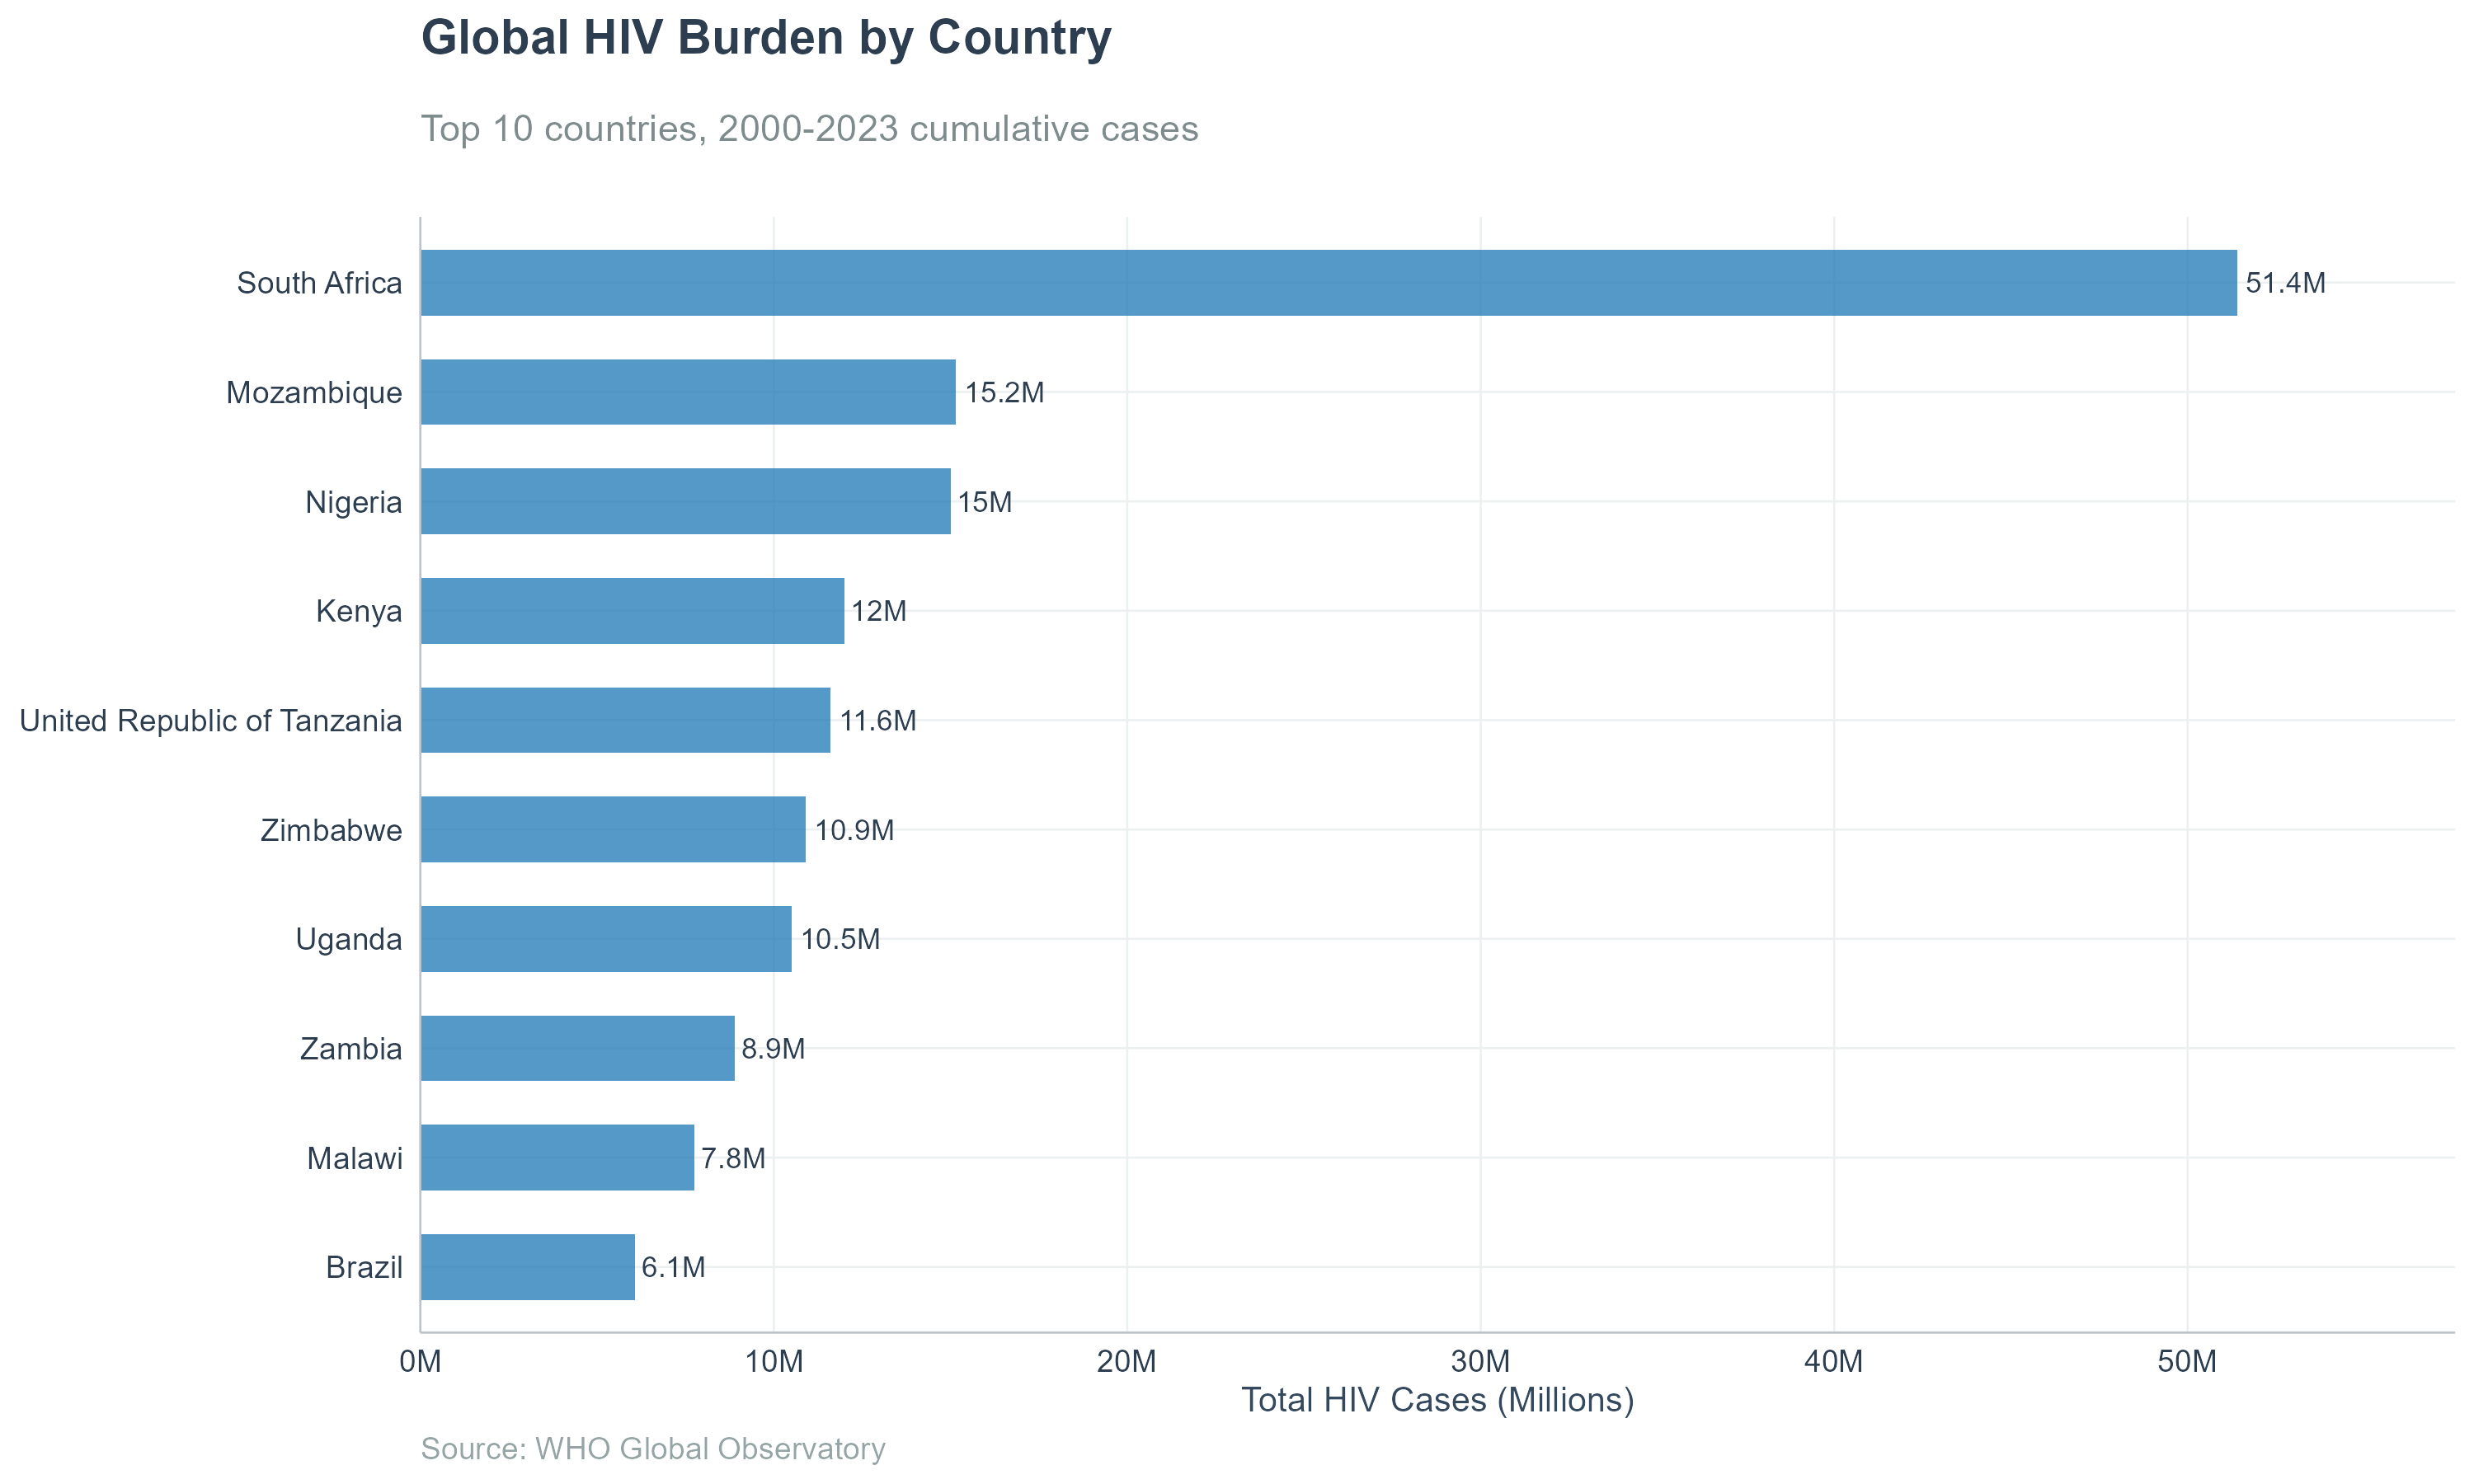 Global HIV Burden by Country
Top 10 countries, 2000-2023 cumulative cases
South Africa 51.4M
Mozambique 15.2M
Nigeria 15M
Kenya 12M
United Republic of Tanzania 11.6M
Zimbabwe 10.9M
Uganda 10.5M
Zambia 8.9M
Malawi 7.8M
Brazil 6.1M
0M 10M 20M 30M 40M 50M
Total HIV Cases (Millions)
Source: WHO Global Observatory